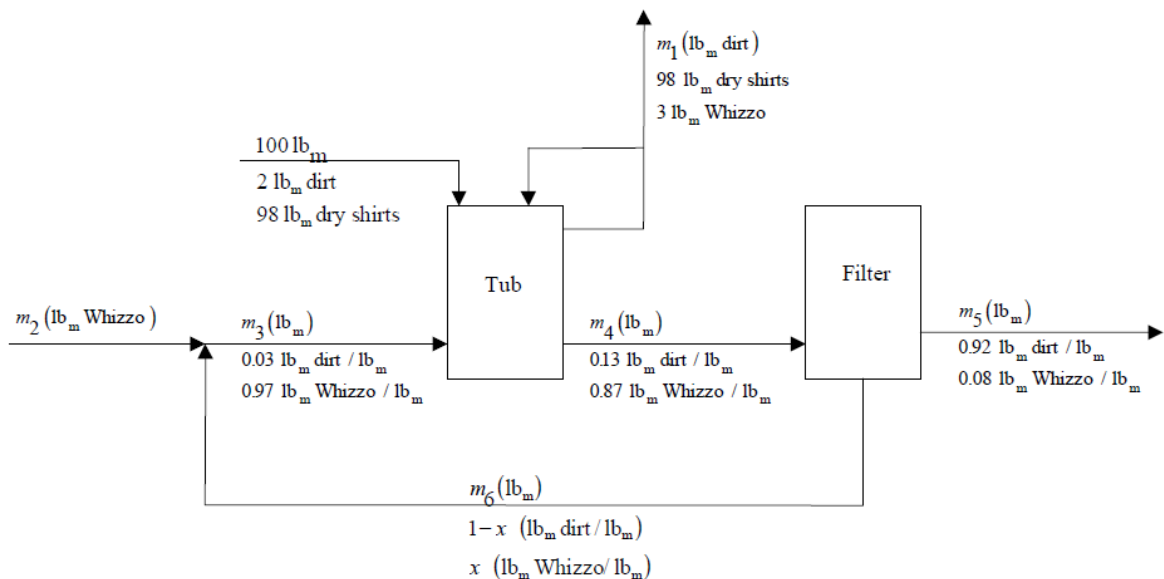 m₁ (lbₘ dirt)
98 lbₘ dry shirts
3 lbₘ Whizzo
100 lbₘ
2 lbₘ dirt
98 lbₘ dry shirts
Tub
Filter
m₂ (lbₘ Whizzo)
m₃ (lbₘ)
0.03 lbₘ dirt / lbₘ
0.97 lbₘ Whizzo / lbₘ
m₄ (lbₘ)
0.13 lbₘ dirt / lbₘ
0.87 lbₘ Whizzo / lbₘ
m₅ (lbₘ)
0.92 lbₘ dirt / lbₘ
0.08 lbₘ Whizzo / lbₘ
m₆ (lbₘ)
1− x (lbₘ dirt / lbₘ)
x (lbₘ Whizzo/ lbₘ)